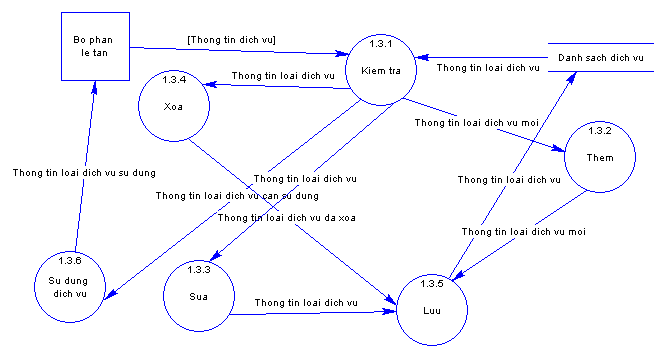 Bo phan
le tan
[Thong tin dich vu]
1.3.1
Kiem tra
Danh sach dich vu
Thong tin loai dich vu
Thong tin loai dich vu
1.3.4
Xoa
Thong tin loai dich vu moi
1.3.2
Them
Thong tin loai dich vu su dung
Thong tin loai dich vu
Thong tin loai dich vu
Thong tin loai dich vu can su dung
Thong tin loai dich vu da xoa
Thong tin loai dich vu moi
1.3.6
Su dung
dich vu
1.3.3
Sua
Thong tin loai dich vu
1.3.5
Luu